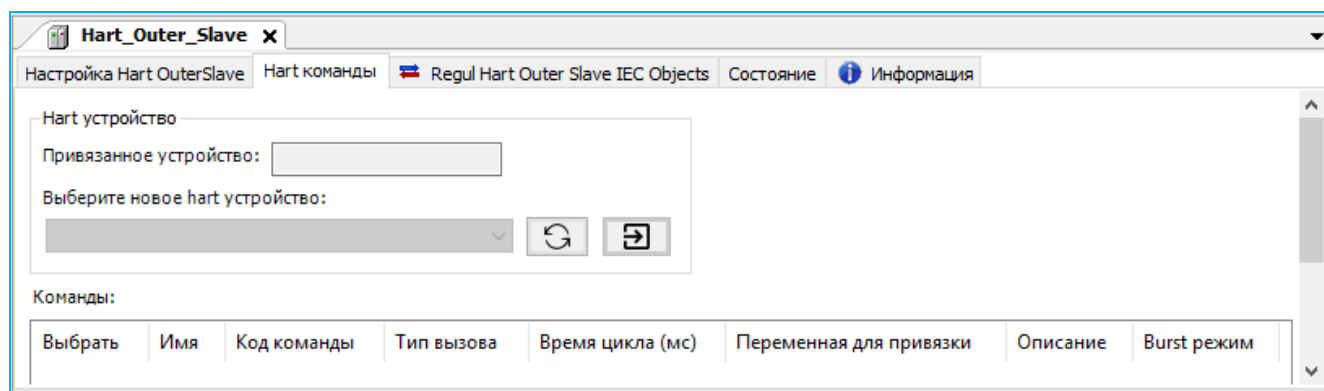 Hart_Outer_Slave
Настройка Hart OuterSlave Hart команды Regul Hart Outer Slave IEC Objects Состояние Информация
Hart устройство
Привязанное устройство:
Выберите новое hart устройство:
Команды:
Выбрать Имя Код команды Тип вызова Время цикла (мс) Переменная для привязки Описание Burst режим